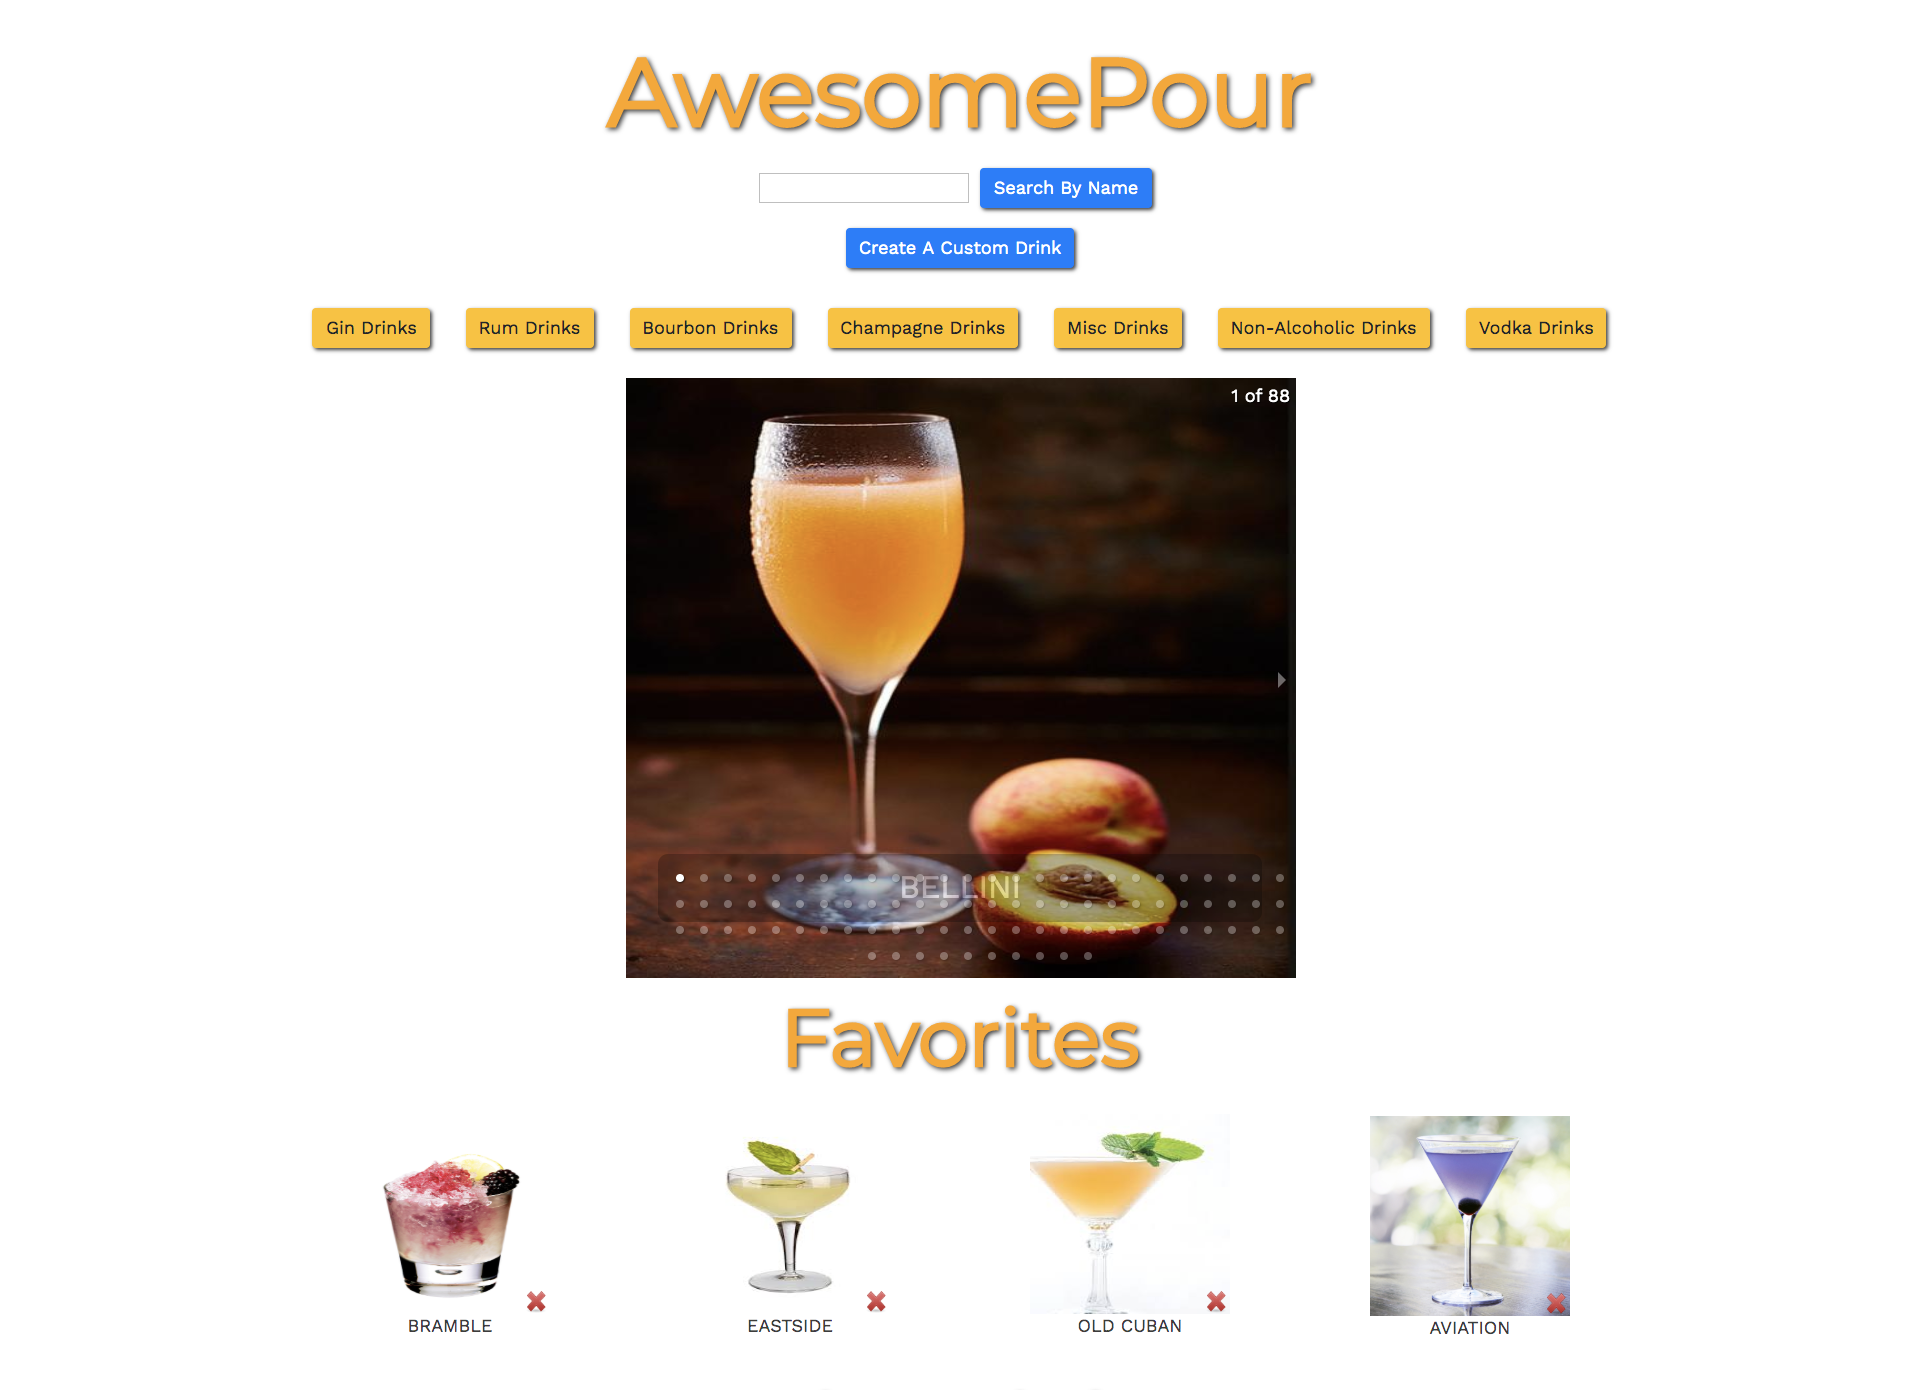 AwesomePour
Search By Name
Create A Custom Drink
Gin Drinks Rum Drinks Bourbon Drinks Champagne Drinks Misc Drinks Non-Alcoholic Drinks Vodka Drinks
1 of 88
BELLINI
Favorites
BRAMBLE EASTSIDE OLD CUBAN AVIATION